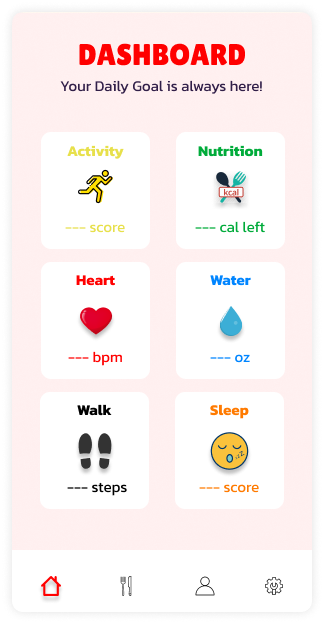 DASHBOARD
Your Daily Goal is always here!
Activity
--- score
Nutrition
kcal
--- cal left
Heart
--- bpm
Water
--- oz
Walk
--- steps
Sleep
zZZ
--- score